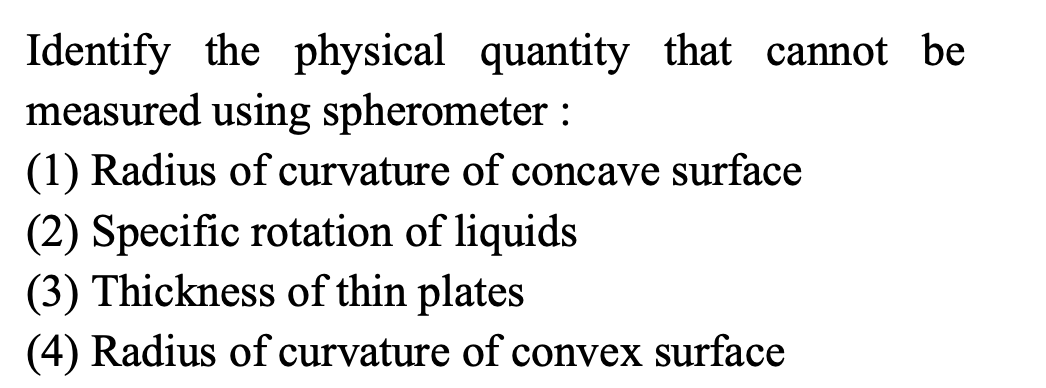 Identify the physical quantity that cannot be
measured using spherometer :
(1) Radius of curvature of concave surface
(2) Specific rotation of liquids
(3) Thickness of thin plates
(4) Radius of curvature of convex surface